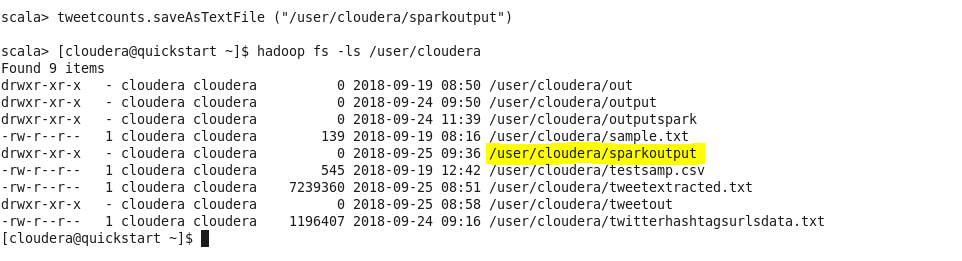 scala> tweetcounts.saveAsTextFile ("/user/cloudera/sparkoutput")
scala> [cloudera@quickstart ~]$ hadoop fs -ls /user/cloudera
Found 9 items
drwxr-xr-x   - cloudera cloudera          0 2018-09-19 08:50 /user/cloudera/out
drwxr-xr-x   - cloudera cloudera          0 2018-09-24 09:50 /user/cloudera/output
drwxr-xr-x   - cloudera cloudera          0 2018-09-24 11:39 /user/cloudera/outputspark
-rw-r--r--   1 cloudera cloudera        139 2018-09-19 08:16 /user/cloudera/sample.txt
drwxr-xr-x   - cloudera cloudera          0 2018-09-25 09:36 /user/cloudera/sparkoutput
-rw-r--r--   1 cloudera cloudera        545 2018-09-19 12:42 /user/cloudera/testsamp.csv
-rw-r--r--   1 cloudera cloudera    7239360 2018-09-25 08:51 /user/cloudera/tweetextracted.txt
drwxr-xr-x   - cloudera cloudera          0 2018-09-25 08:58 /user/cloudera/tweetout
-rw-r--r--   1 cloudera cloudera    1196407 2018-09-24 09:16 /user/cloudera/twitterhashtagsurlsdata.txt
[cloudera@quickstart ~]$